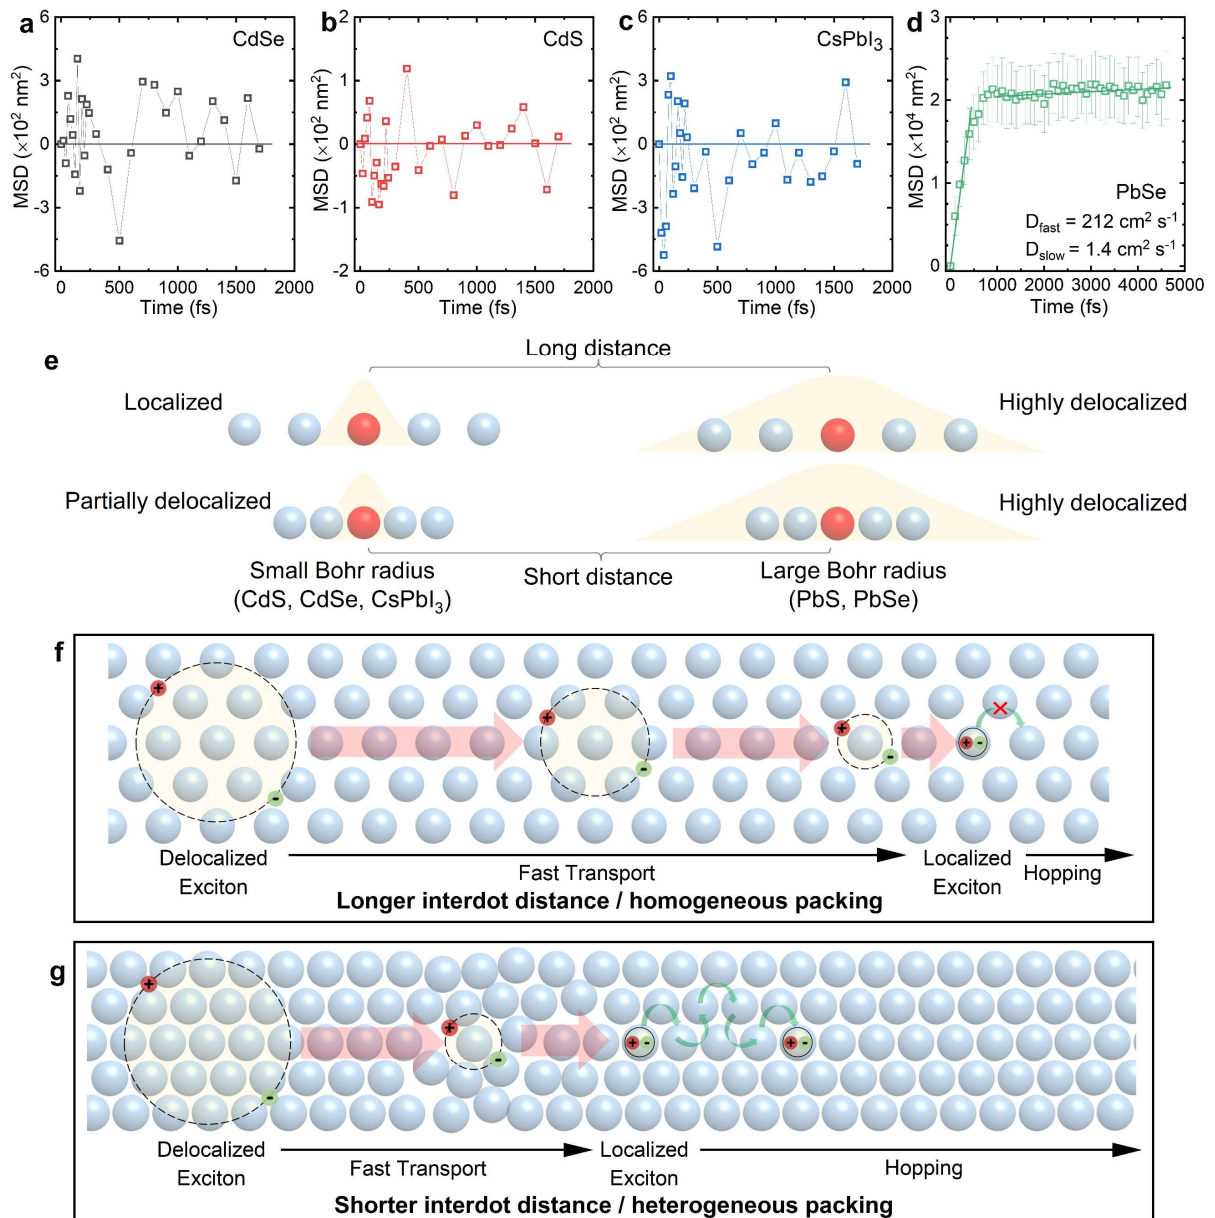 a
CdSe
MSD (×10² nm²)
6
3
0
-3
-6
0 500 1000 1500 2000
Time (fs)
b
CdS
MSD (×10² nm²)
2
1
0
-1
-2
0 500 1000 1500 2000
Time (fs)
c
CsPbI₃
MSD (×10² nm²)
6
3
0
-3
-6
0 500 1000 1500 2000
Time (fs)
d
MSD (×10⁴ nm²)
3
2
1
0
PbSe
D_fast = 212 cm² s⁻¹
D_slow = 1.4 cm² s⁻¹
0 1000 2000 3000 4000 5000
Time (fs)
e
Long distance
Localized
Highly delocalized
Partially delocalized
Highly delocalized
Small Bohr radius
(CdS, CdSe, CsPbI₃)
Short distance
Large Bohr radius
(PbS, PbSe)
f
+
-
+
-
+
-
+ -
Delocalized
Exciton
Fast Transport
Localized
Exciton
Hopping
Longer interdot distance / homogeneous packing
g
+
-
+
-
+ -
+ -
Delocalized
Exciton
Fast Transport
Localized
Exciton
Hopping
Shorter interdot distance / heterogeneous packing